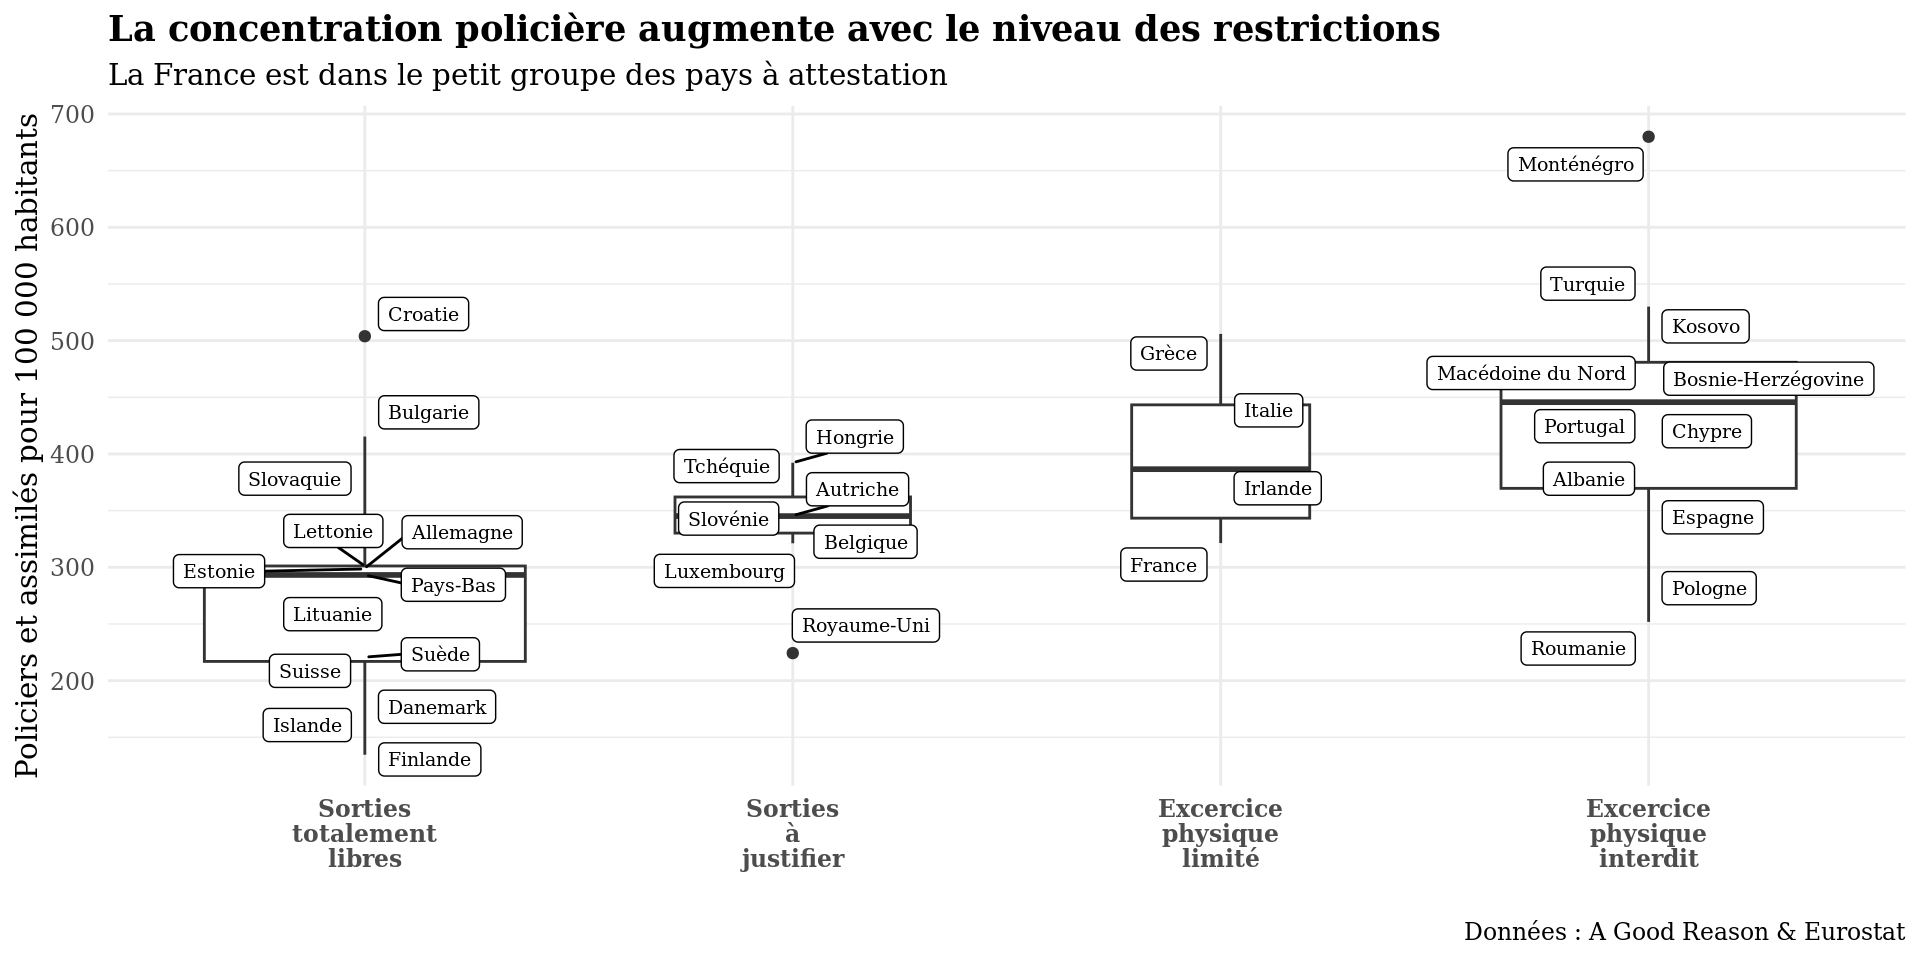 La concentration policière augmente avec le niveau des restrictions
La France est dans le petit groupe des pays à attestation
Policiers et assimilés pour 100 000 habitants
700
600
500
400
300
200
Monténégro
Turquie
Croatie
Kosovo
Grèce
Macédoine du Nord
Bosnie-Herzégovine
Bulgarie
Italie
Portugal
Chypre
Hongrie
Tchéquie
Slovaquie
Albanie
Autriche
Irlande
Slovénie
Espagne
Lettonie
Allemagne
Belgique
France
Estonie
Luxembourg
Pays-Bas
Pologne
Lituanie
Royaume-Uni
Roumanie
Suède
Suisse
Danemark
Islande
Finlande
Sorties
totalement
libres
Sorties
à
justifier
Excercice
physique
limité
Excercice
physique
interdit
Données : A Good Reason & Eurostat